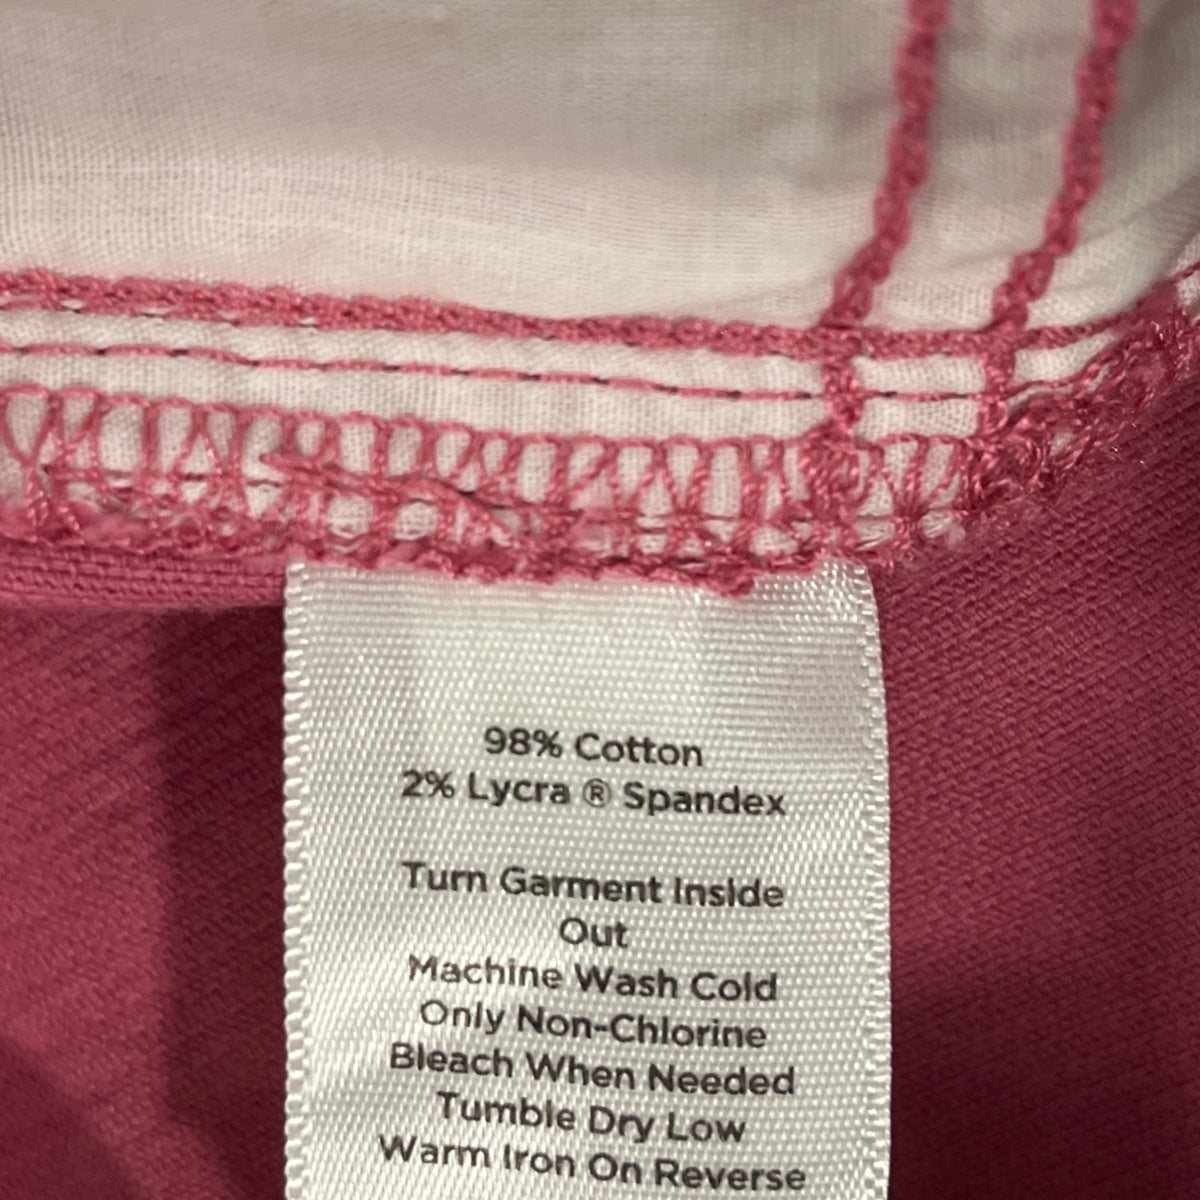 98% Cotton
2% Lycra ® Spandex
Turn Garment Inside
Out
Machine Wash Cold
Only Non-Chlorine
Bleach When Needed
Tumble Dry Low
Warm Iron On Reverse